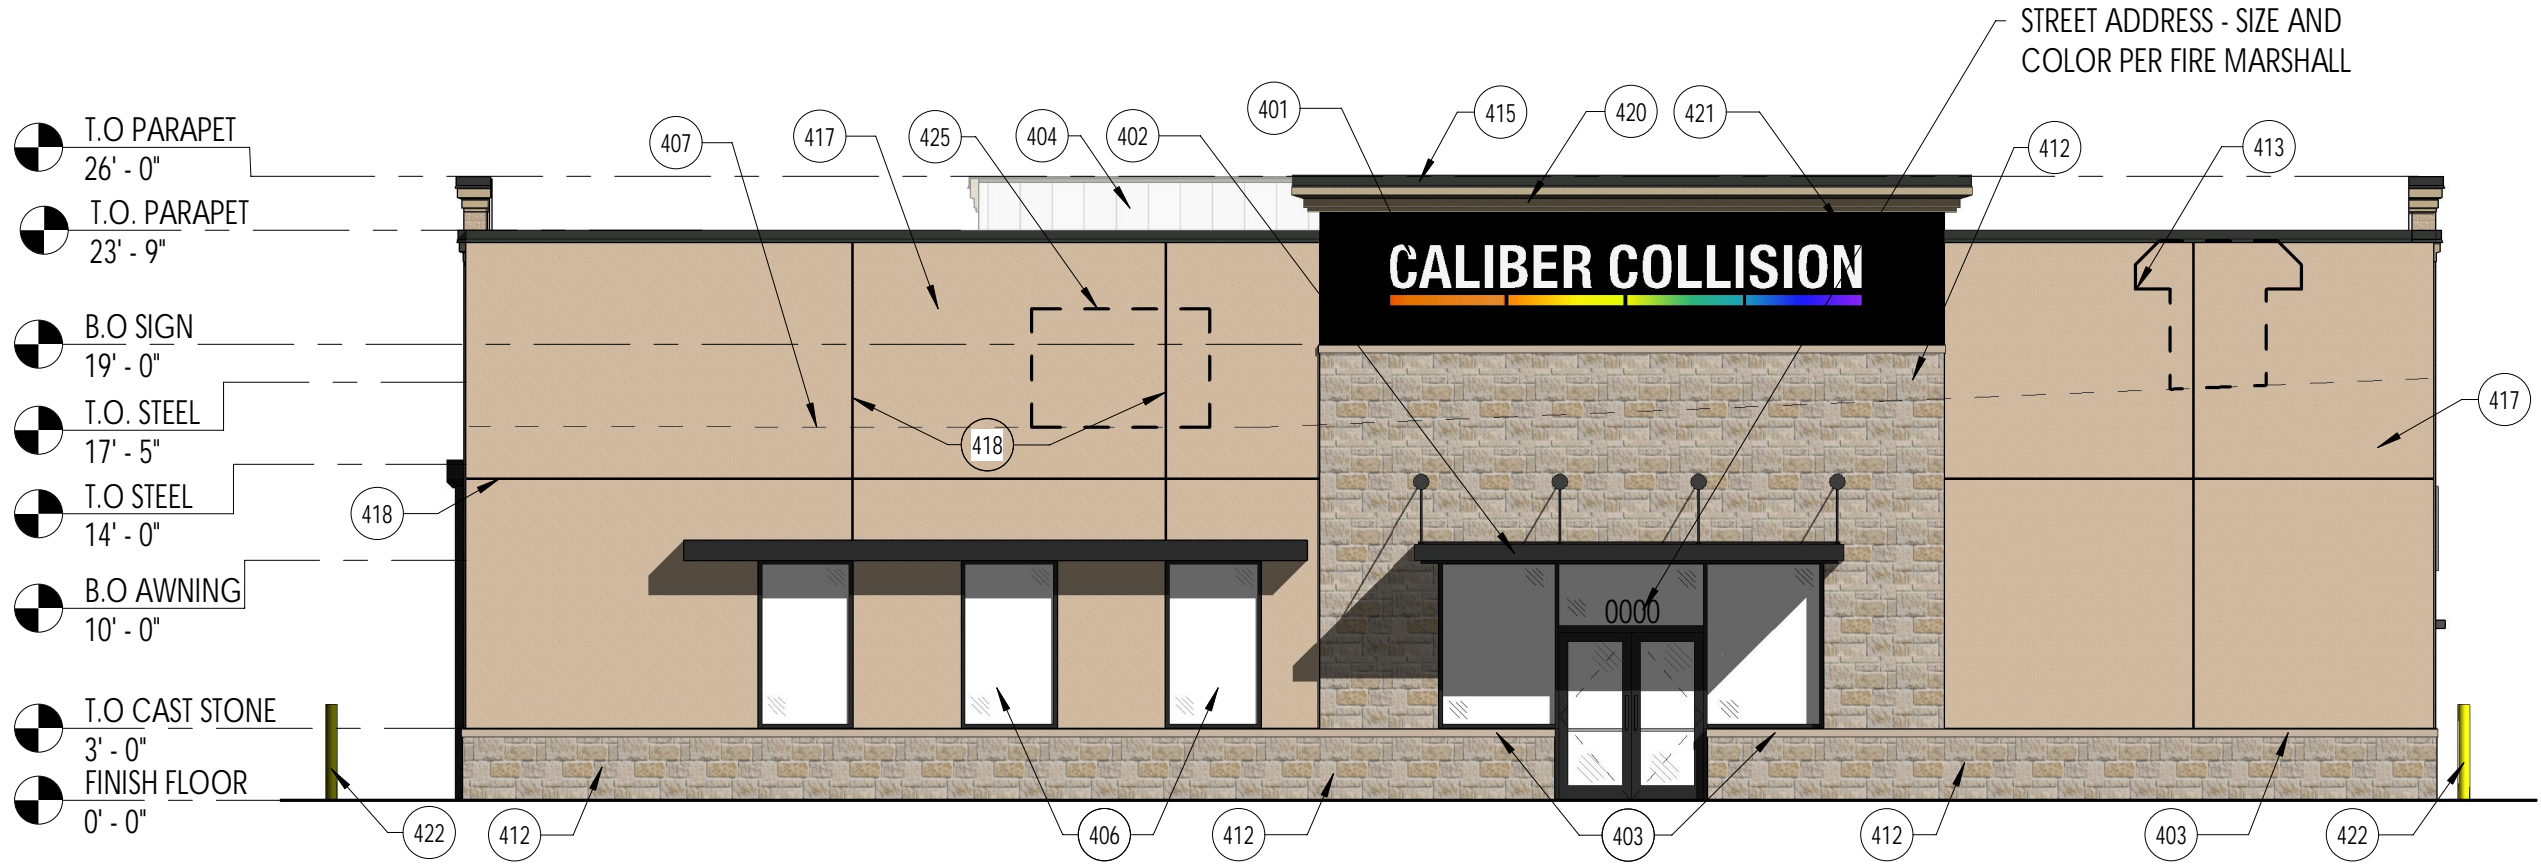 STREET ADDRESS - SIZE AND
COLOR PER FIRE MARSHALL
401
415
420
421
T.O PARAPET
26' - 0"
407
417
425
404
402
412
413
T.O. PARAPET
23' - 9"
CALIBER COLLISION
B.O SIGN
19' - 0"
T.O. STEEL
17' - 5"
417
418
T.O STEEL
14' - 0"
418
B.O AWNING
10' - 0"
0000
T.O CAST STONE
3' - 0"
FINISH FLOOR
0' - 0"
422
412
406
412
403
412
403
422